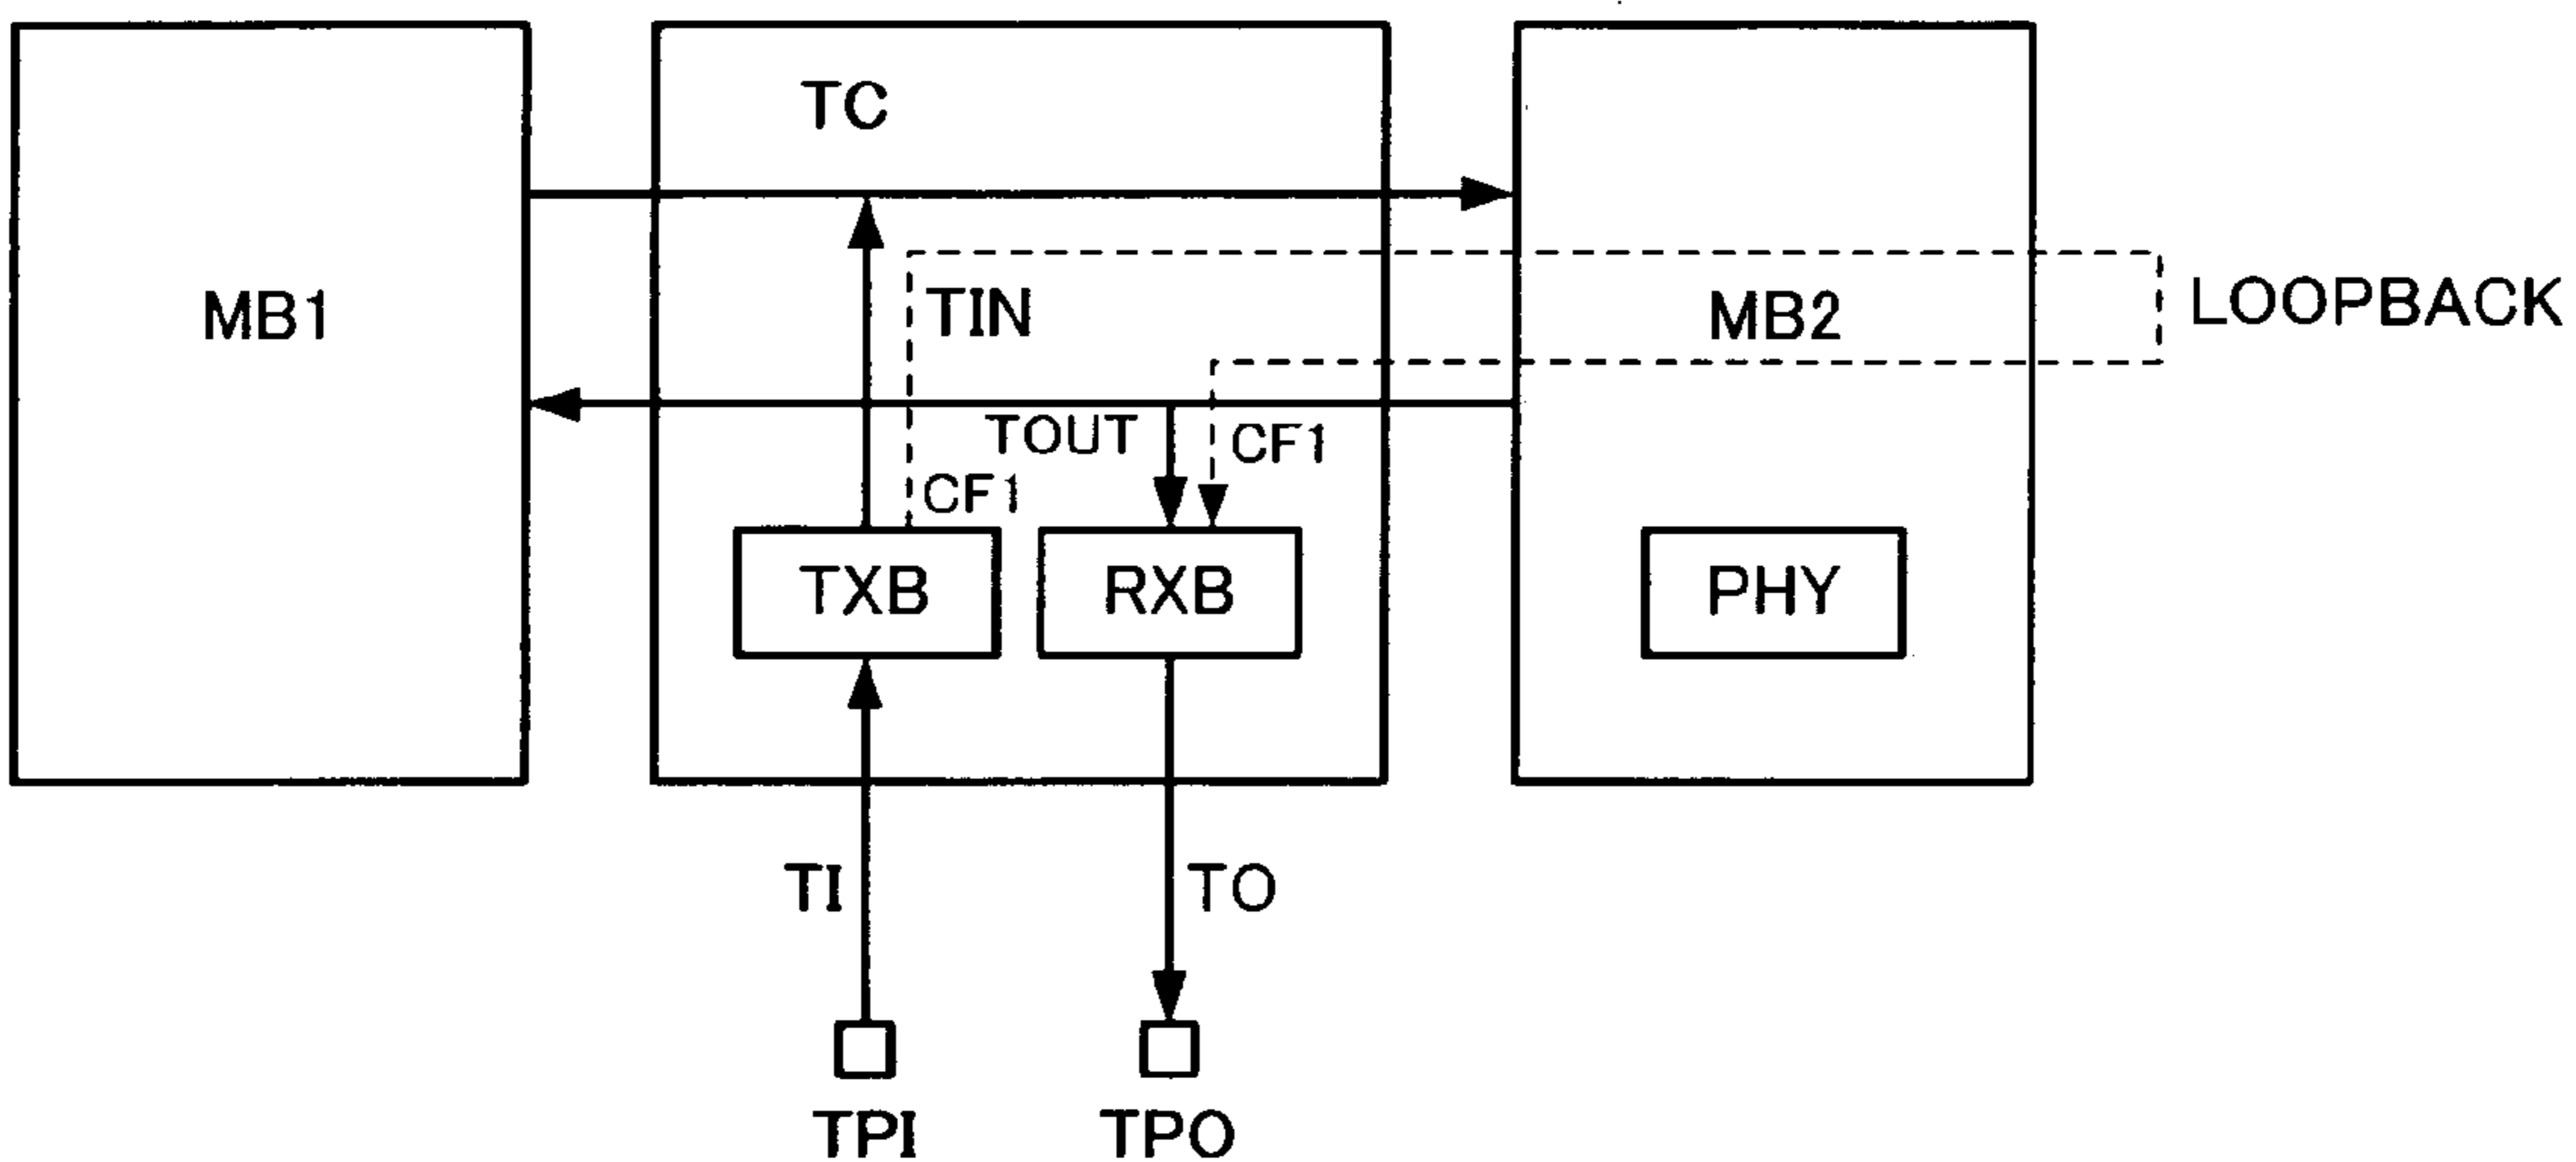 TC
MB1
TIN
MB2
LOOPBACK
TOUT
CF1
CF1
TXB
RXB
PHY
TI
TO
TPI
TPO